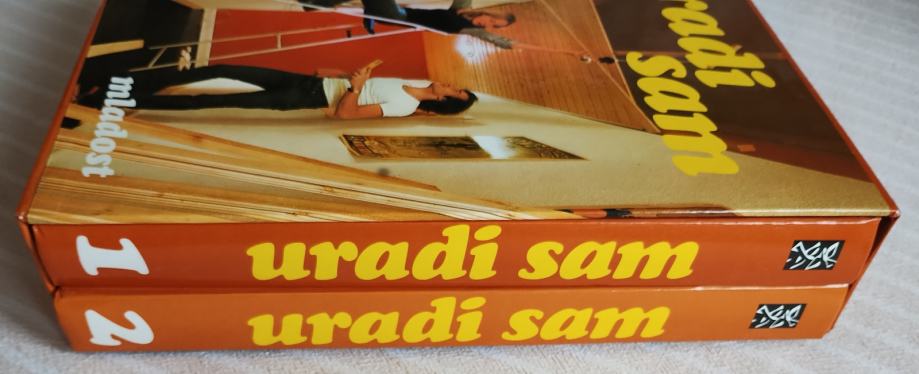 uradi
sam
mladost
1 uradi sam
2 uradi sam